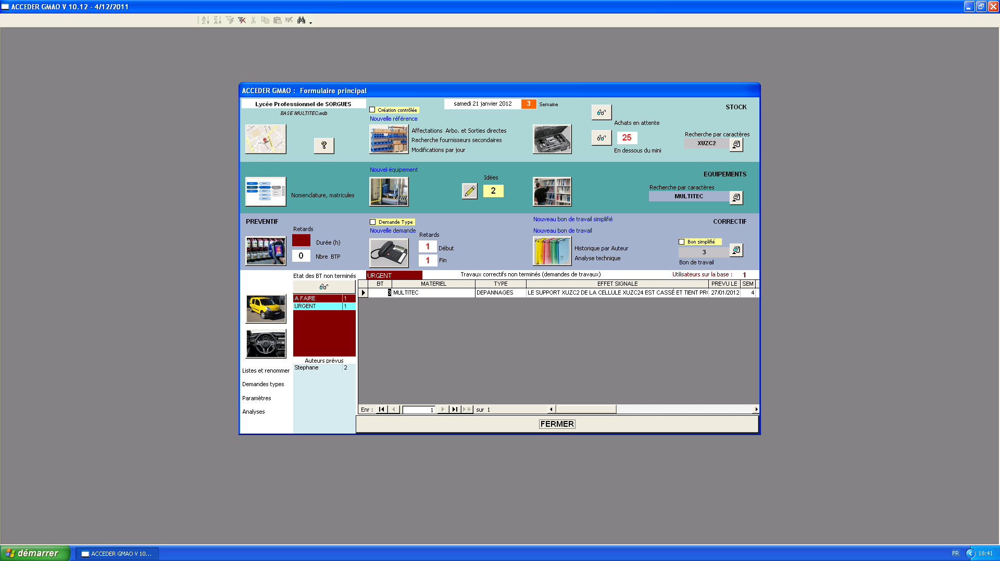 ACCEDER GMAO V 10.12 - 4/12/2011
ACCEDER GMAO : Formulaire principal
Lycée Professionnel de SORGUES
BASE MULTITEC.mdb
samedi 21 janvier 2012
3
Semaine
Création contrôlée
Nouvelle référence
Affectations Arbo. et Sorties directes
Recherche fournisseurs secondaires
Modifications par jour
?
STOCK
Achats en attente
25
En dessous du mini
Recherche par caractères
XUZC2
Nouvel équipement
Nomenclature, matricules
Idées
2
EQUIPEMENTS
Recherche par caractères
MULTITEC
PREVENTIF
Retards
Durée (h)
0
Nbre BTP
Demande Type
Nouvelle demande
Retards
1
Début
1
Fin
Nouveau bon de travail simplifié
Nouveau bon de travail
Historique par Auteur
Analyse technique
CORRECTIF
Bon simplifié
3
Bon de travail
Etat des BT non terminés
URGENT
Travaux correctifs non terminés (demandes de travaux)
Utilisateurs sur la base :
1
BT MATERIEL TYPE EFFET SIGNALE PREVU LE SEM
3 MULTITEC DEPANNAGES LE SUPPORT XUZC2 DE LA CELLULE XUZC24 EST CASSÉ ET TIENT PRO 27/01/2012 4
A FAIRE 1
URGENT 1
Auteurs prévus
Stephane 2
Listes et renommer
Demandes types
Paramètres
Analyses
Enr : 1 sur 1
FERMER
démarrer
ACCEDER GMAO V 10...
FR
18:41